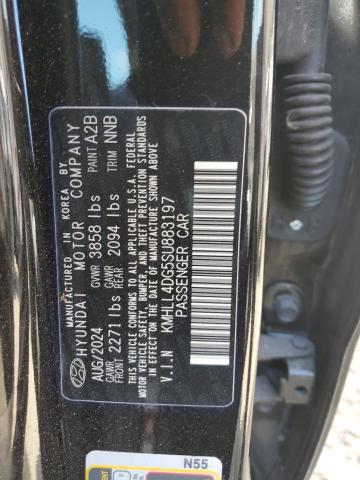 MANUFACTURED IN KOREA BY
HYUNDAI MOTOR COMPANY
AUG/2024 GVWR 3858 lbs PAINT A2B
GAWR FRONT 2271 lbs GAWR REAR 2094 lbs TRIM NNB
THIS VEHICLE CONFORMS TO ALL APPLICABLE U.S.A. FEDERAL
MOTOR VEHICLE SAFETY, BUMPER, AND THEFT PREVENTION STANDARDS
IN EFFECT ON THE DATE OF MANUFACTURE SHOWN ABOVE.
V.I.N KMHLL4DG5SU883197
PASSENGER CAR
N55